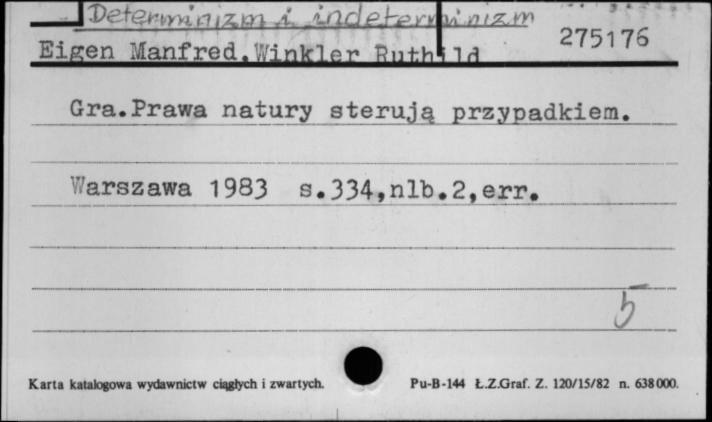 Determinizm i indeterminizm
275176
Eigen Manfred.Winkler Ruthild
Gra.Prawa natury sterują przypadkiem.
Warszawa 1983 s.334,nlb.2,err.
5
Karta katalogowa wydawnictw ciągłych i zwartych. Pu-B-144 Ł.Z.Graf. Z. 120/15/82 n. 638000.